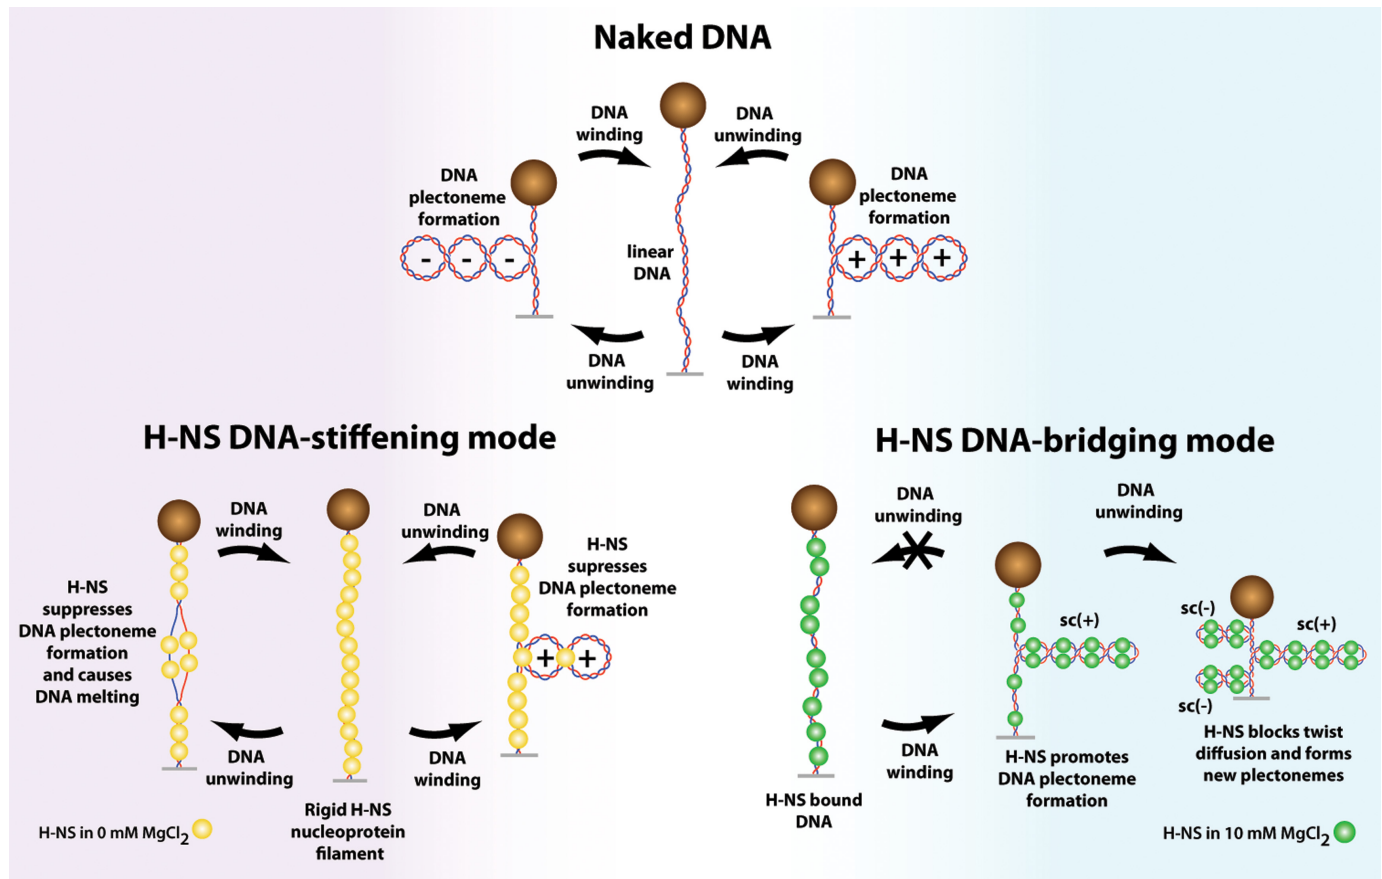 Naked DNA
DNA
winding
DNA
unwinding
DNA
plectoneme
formation
DNA
plectoneme
formation
- - -
linear
DNA
+ + +
DNA
unwinding
DNA
winding
H-NS DNA-stiffening mode
DNA
winding
DNA
unwinding
H-NS
supresses
DNA plectoneme
formation
H-NS
suppresses
DNA plectoneme
formation
and causes
DNA melting
+ +
DNA
unwinding
DNA
winding
Rigid H-NS
nucleoprotein
filament
H-NS in 0 mM MgCl2
H-NS DNA-bridging mode
DNA
unwinding
DNA
unwinding
sc(+)
sc(-)
sc(+)
sc(-)
DNA
winding
H-NS bound
DNA
H-NS promotes
DNA plectoneme
formation
H-NS blocks twist
diffusion and forms
new plectonemes
H-NS in 10 mM MgCl2